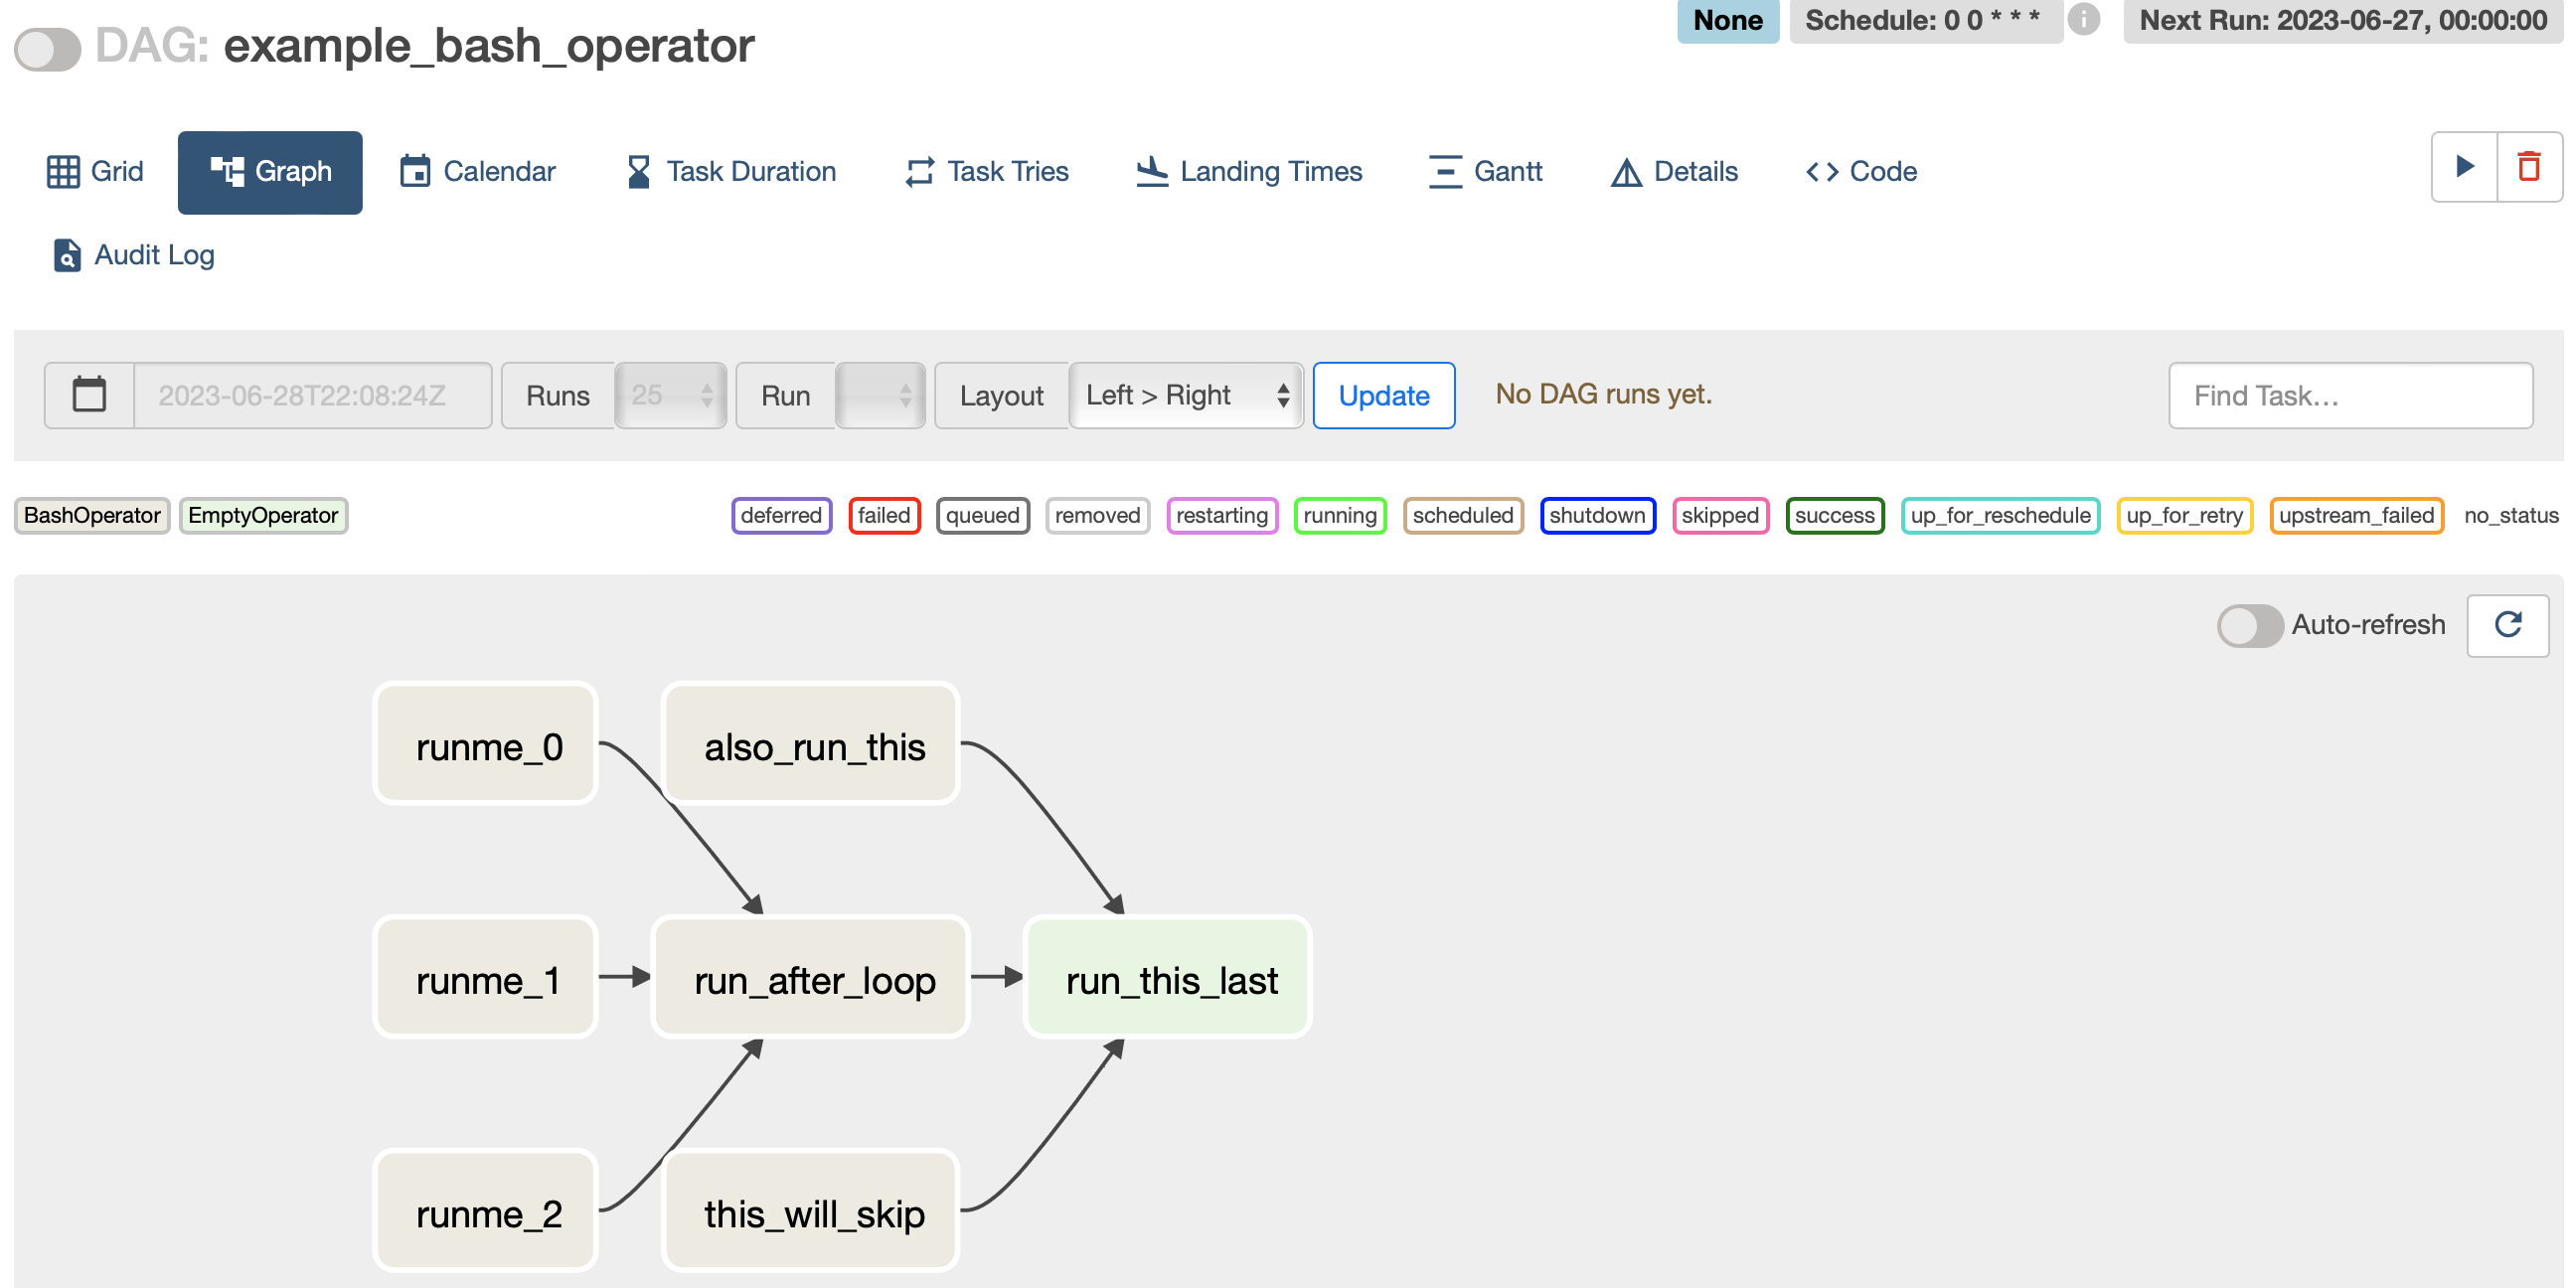 DAG: example_bash_operator
None
Schedule: 0 0 * * *
i
Next Run: 2023-06-27, 00:00:00
Grid
Graph
Calendar
Task Duration
Task Tries
Landing Times
Gantt
Details
Code
Audit Log
2023-06-28T22:08:24Z
Runs
25
Run
Layout
Left > Right
Update
No DAG runs yet.
Find Task...
BashOperator
EmptyOperator
deferred
failed
queued
removed
restarting
running
scheduled
shutdown
skipped
success
up_for_reschedule
up_for_retry
upstream_failed
no_status
Auto-refresh
runme_0
also_run_this
runme_1
run_after_loop
run_this_last
runme_2
this_will_skip